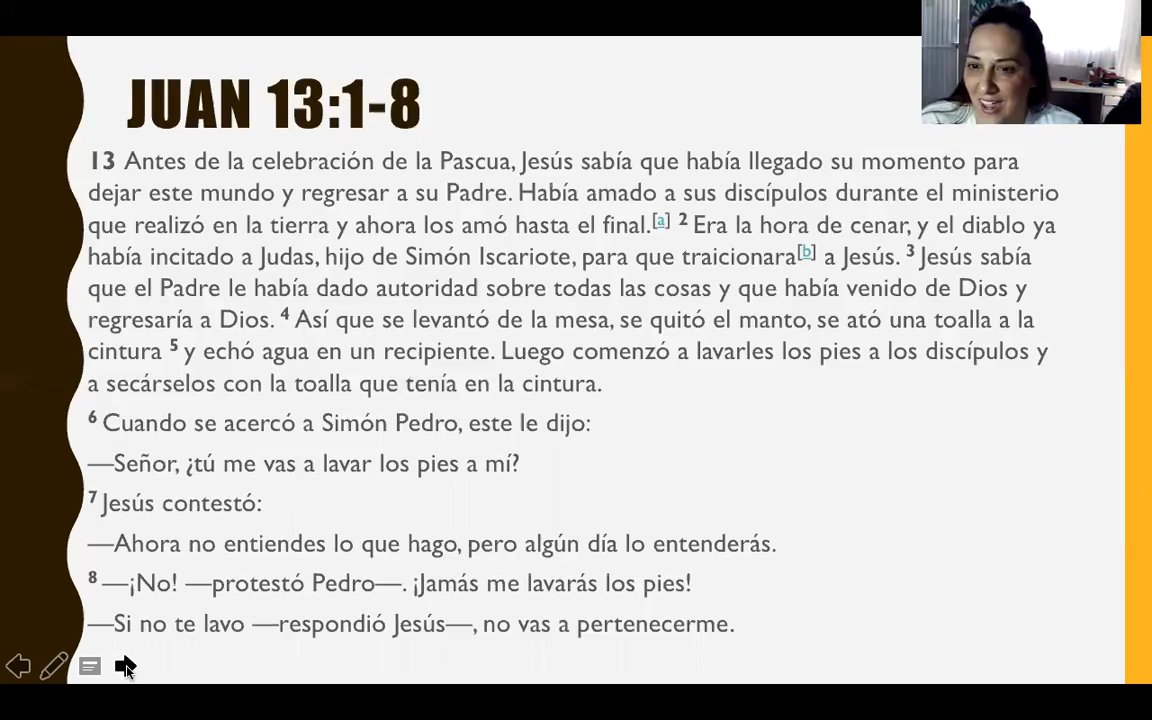 JUAN 13:1-8
13 Antes de la celebración de la Pascua, Jesús sabía que había llegado su momento para
dejar este mundo y regresar a su Padre. Había amado a sus discípulos durante el ministerio
que realizó en la tierra y ahora los amó hasta el final.[a] 2 Era la hora de cenar, y el diablo ya
había incitado a Judas, hijo de Simón Iscariote, para que traicionara[b] a Jesús. 3 Jesús sabía
que el Padre le había dado autoridad sobre todas las cosas y que había venido de Dios y
regresaría a Dios. 4 Así que se levantó de la mesa, se quitó el manto, se ató una toalla a la
cintura 5 y echó agua en un recipiente. Luego comenzó a lavarles los pies a los discípulos y
a secárselos con la toalla que tenía en la cintura.
6 Cuando se acercó a Simón Pedro, este le dijo:
—Señor, ¿tú me vas a lavar los pies a mí?
7 Jesús contestó:
—Ahora no entiendes lo que hago, pero algún día lo entenderás.
8 —¡No! —protestó Pedro—. ¡Jamás me lavarás los pies!
—Si no te lavo —respondió Jesús—, no vas a pertenecerme.